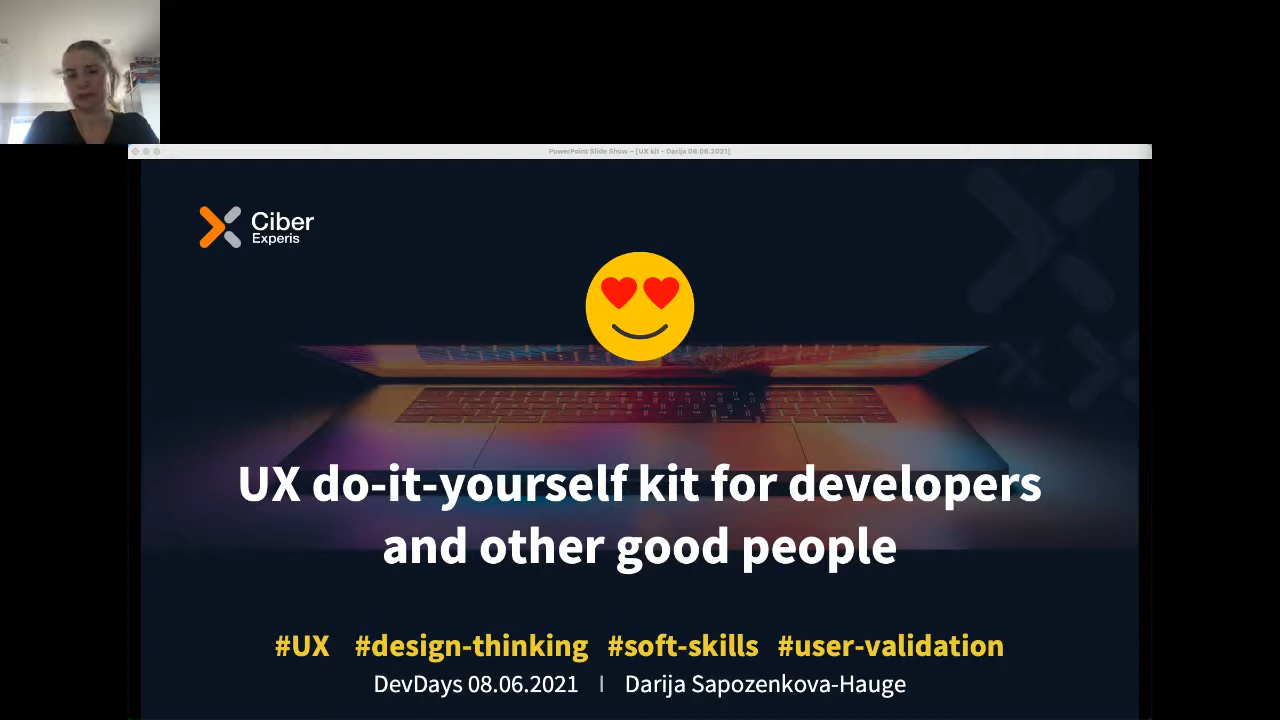 PowerPoint Slide Show – [UX kit - Darija 08.06.2021]
Ciber
Experis
UX do-it-yourself kit for developers
and other good people
#UX #design-thinking #soft-skills #user-validation
DevDays 08.06.2021 | Darija Sapozenkova-Hauge